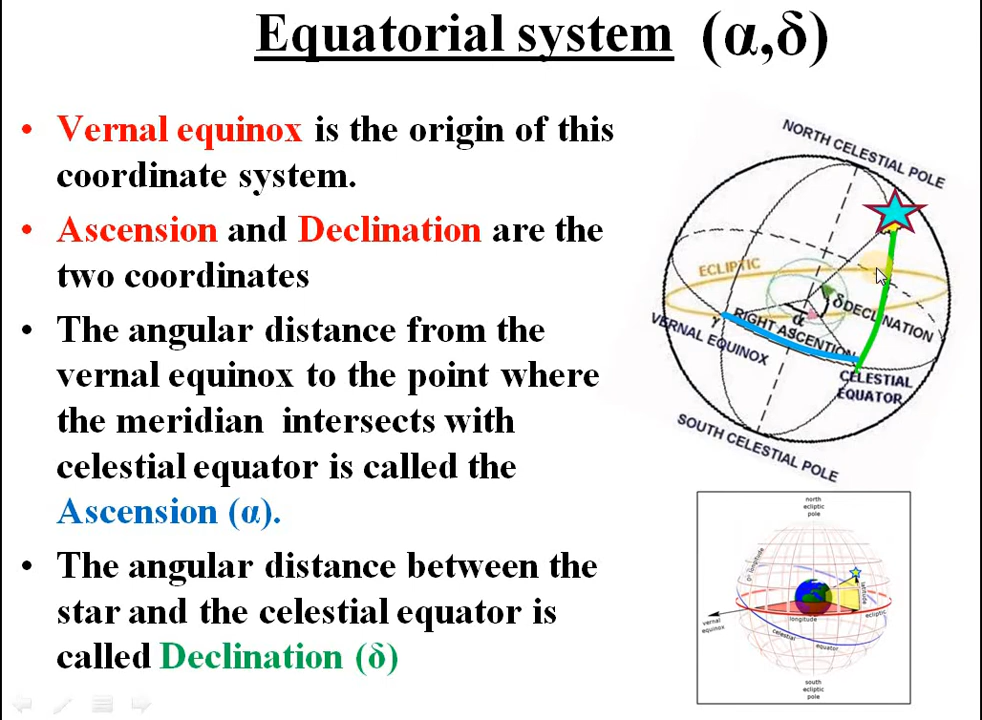 Equatorial system (α,δ)
• Vernal equinox is the origin of this
coordinate system.
• Ascension and Declination are the
two coordinates
• The angular distance from the
vernal equinox to the point where
the meridian intersects with
celestial equator is called the
Ascension (α).
• The angular distance between the
star and the celestial equator is
called Declination (δ)
NORTH CELESTIAL POLE
ECLIPTIC
δ DECLINATION
α
γ
RIGHT ASCENTION
VERNAL EQUINOX
CELESTIAL
EQUATOR
SOUTH CELESTIAL POLE
north
ecliptic
pole
0° longitude
latitude
ecliptic
longitude
vernal
equinox
celestial
equator
south
ecliptic
pole